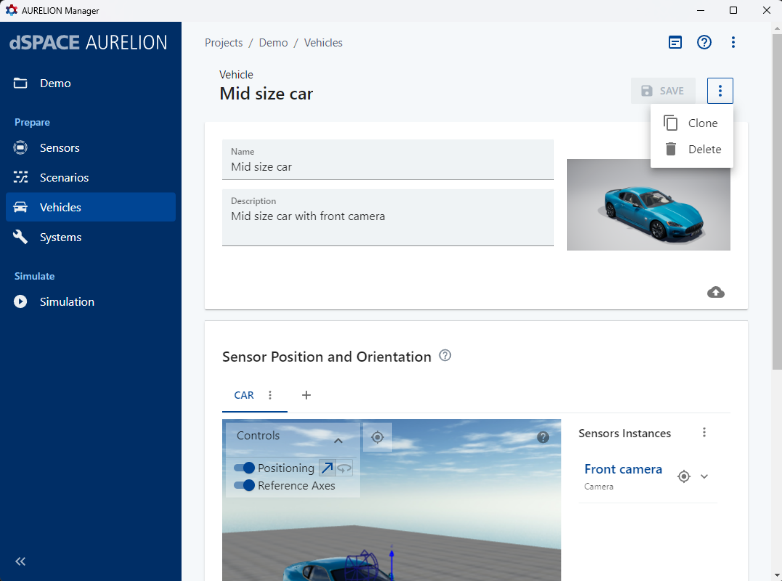 AURELION Manager
dSPACE AURELION
Demo
Prepare
Sensors
Scenarios
Vehicles
Systems
Simulate
Simulation
Projects / Demo / Vehicles
Vehicle
Mid size car
SAVE
Clone
Delete
Name
Mid size car
Description
Mid size car with front camera
Sensor Position and Orientation
CAR
Controls
Positioning
Reference Axes
Sensors Instances
Front camera
Camera